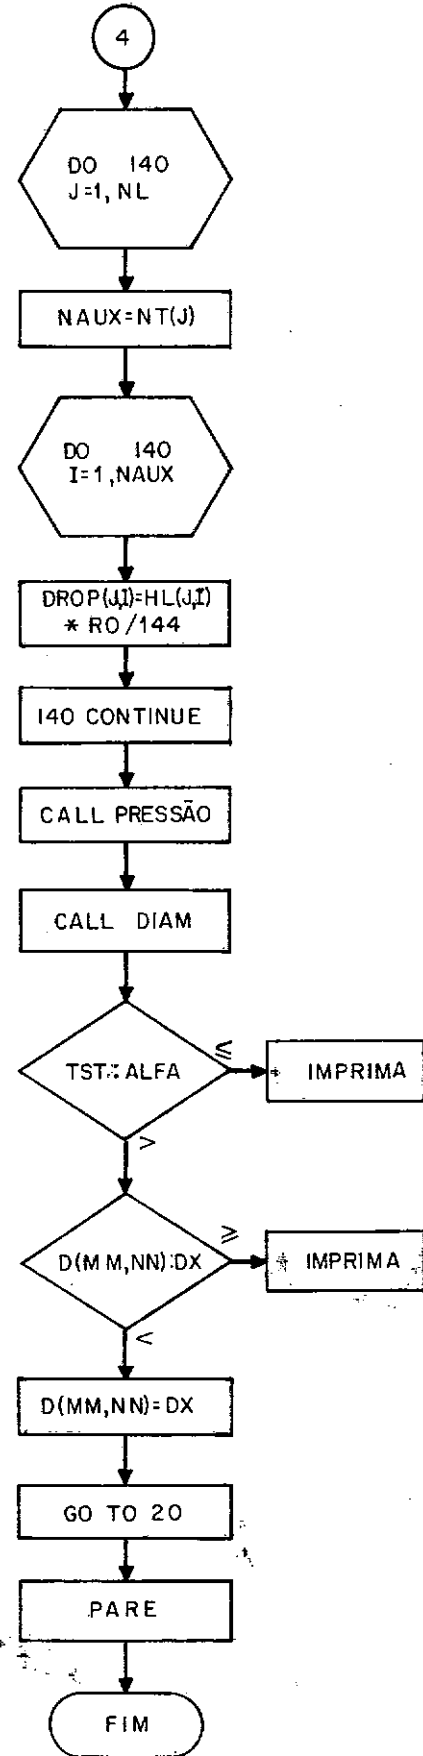 4
DO 140
J=1, NL
NAUX=NT(J)
DO 140
I=1,NAUX
DROP(J,I)=HL(J,I)
* RO/144
140 CONTINUE
CALL PRESSÃO
CALL DIAM
TST:ALFA
≤
IMPRIMA
>
D(MM,NN):DX
≥
IMPRIMA
<
D(MM,NN)=DX
GO TO 20
PARE
FIM